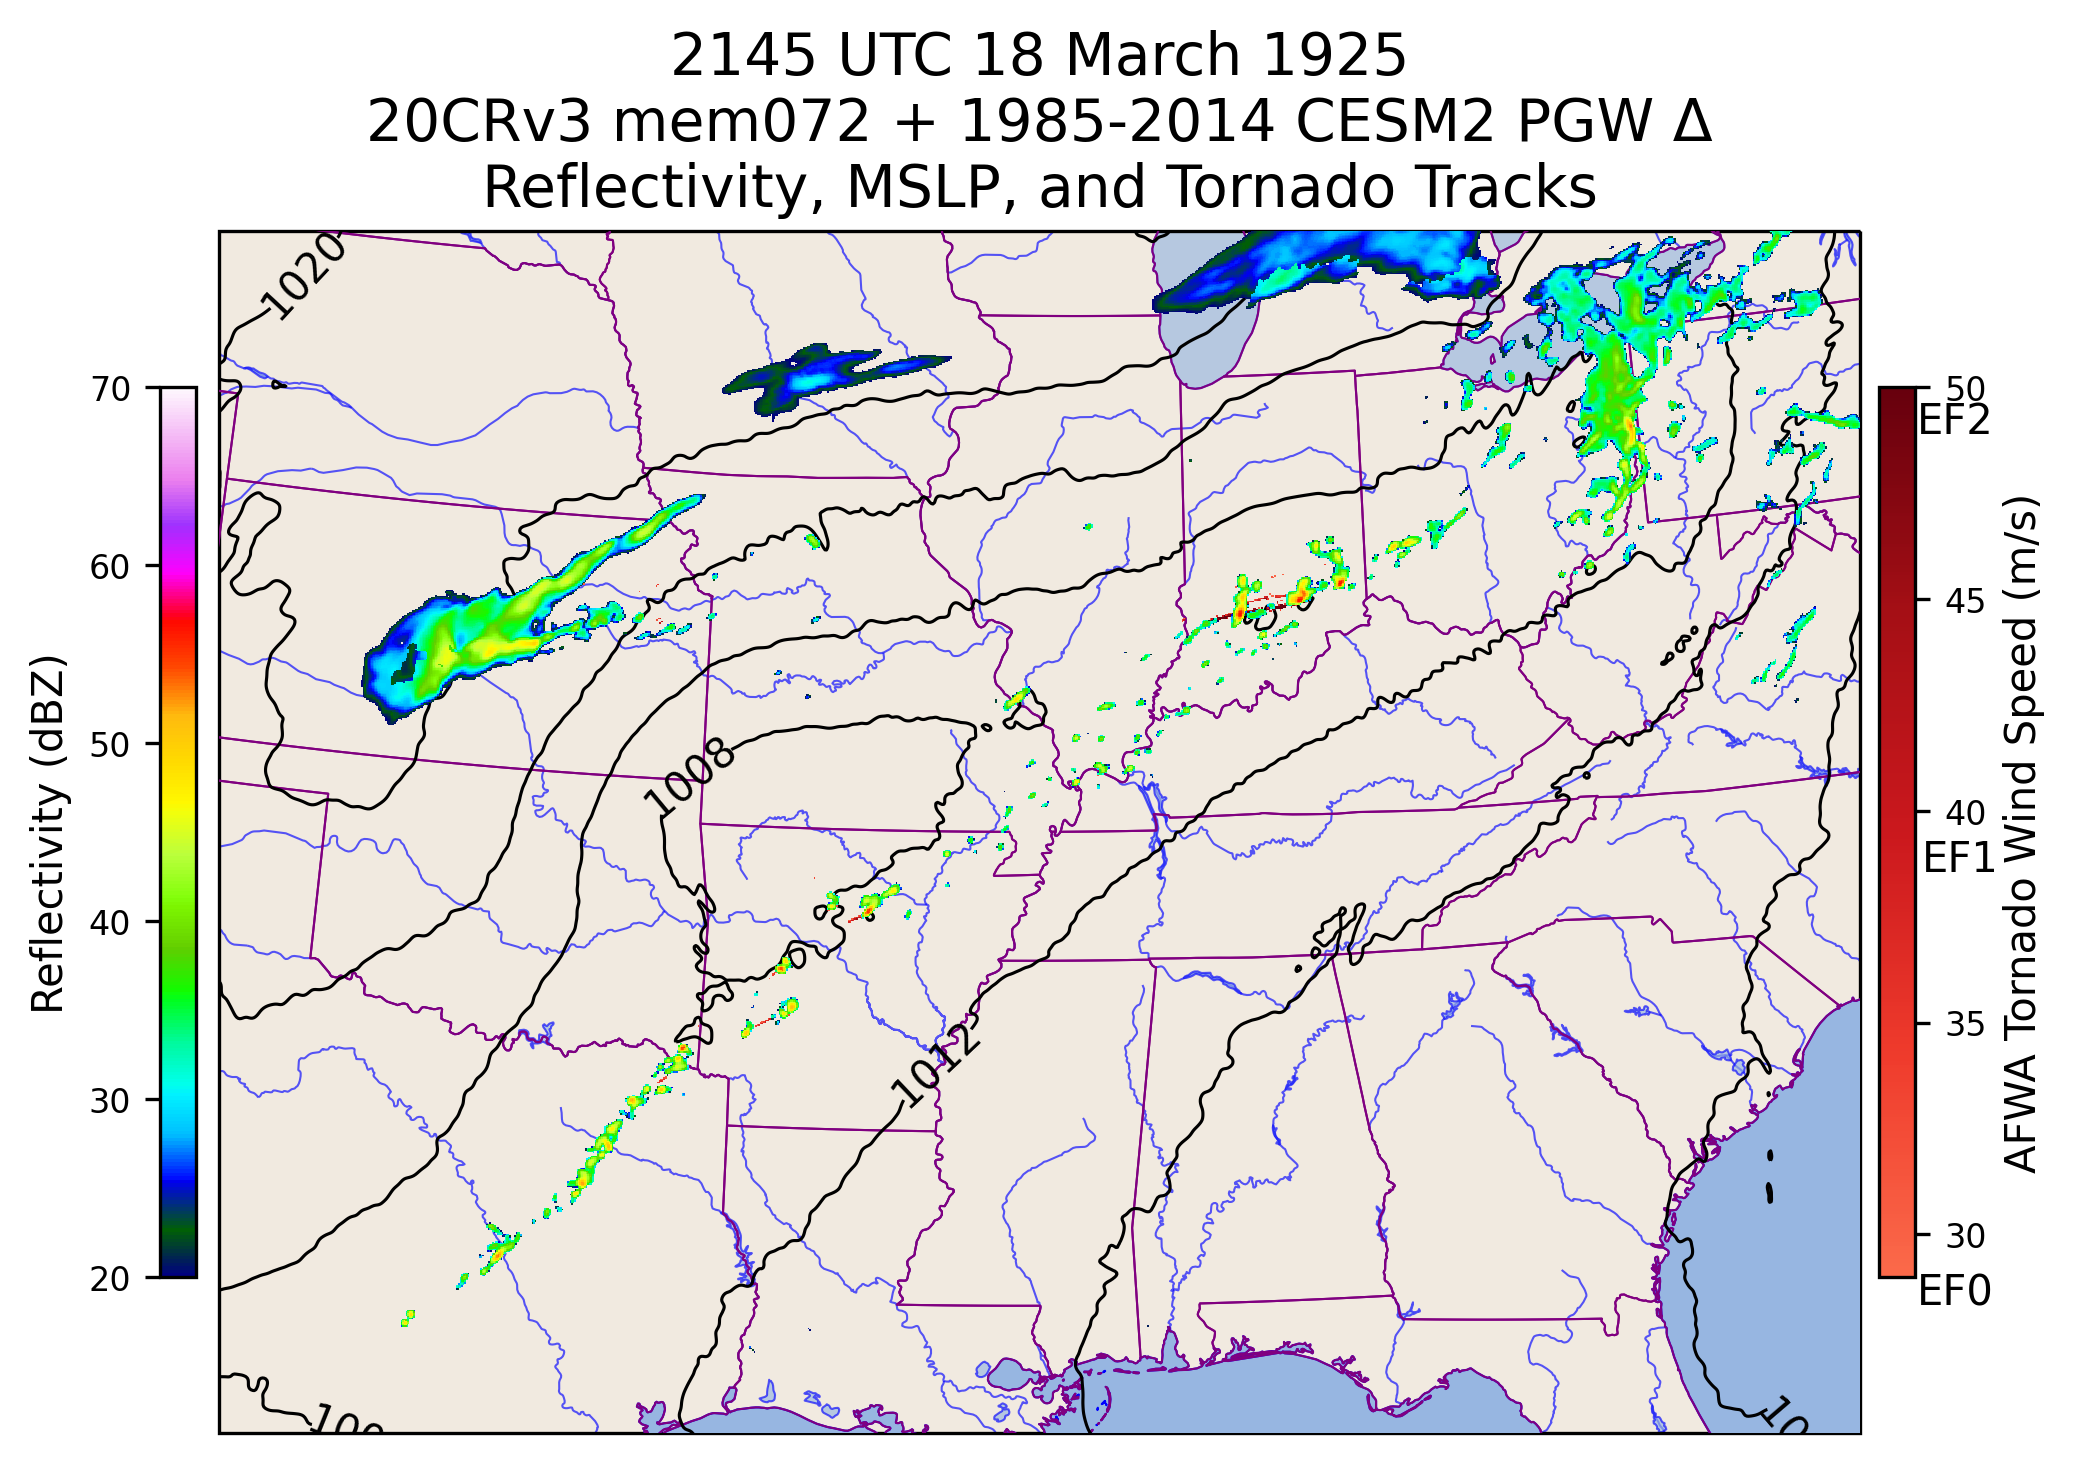 2145 UTC 18 March 1925
20CRv3 mem072 + 1985-2014 CESM2 PGW Δ
Reflectivity, MSLP, and Tornado Tracks
1020
1008
1012
100
10
70
60
50
40
30
20
Reflectivity (dBZ)
50
EF2
45
40
EF1
35
30
EF0
AFWA Tornado Wind Speed (m/s)